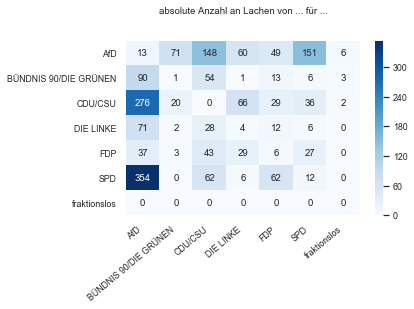 absolute Anzahl an Lachen von ... für ...
AfD 13 71 148 60 49 151 6
BÜNDNIS 90/DIE GRÜNEN 90 1 54 1 13 6 3
CDU/CSU 276 20 0 66 29 36 2
DIE LINKE 71 2 28 4 12 6 0
FDP 37 3 43 29 6 27 0
SPD 354 0 62 6 62 12 0
fraktionslos 0 0 0 0 0 0 0
AfD
BÜNDNIS 90/DIE GRÜNEN
CDU/CSU
DIE LINKE
FDP
SPD
fraktionslos
360
300
240
180
120
60
0